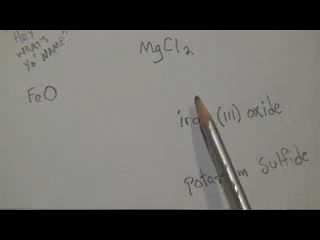 "HEY
WHAT'S
YO' NAME?"
MgCl2
FeO
iron (III) oxide
potassium sulfide